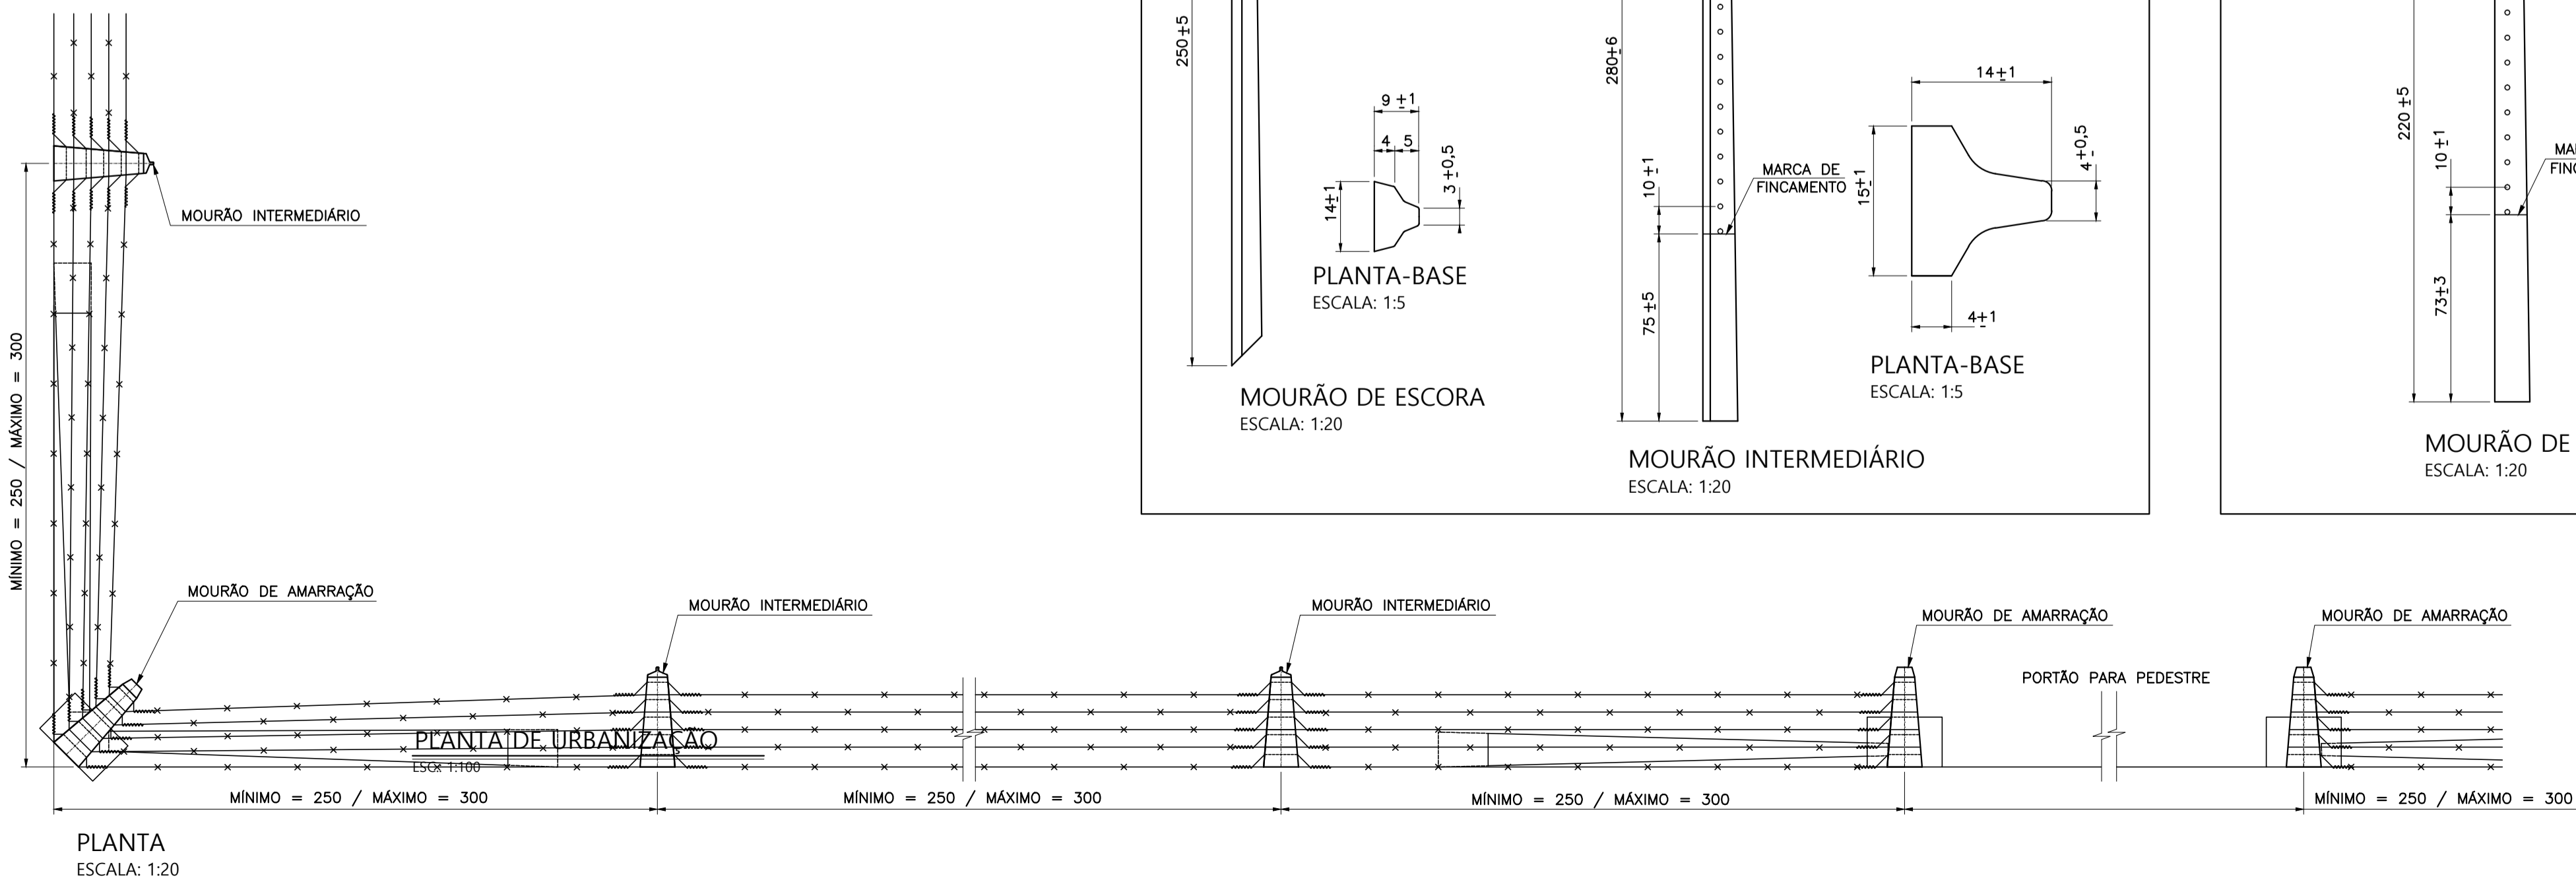 250±5
9 ±1
4 5
3 ±0,5
14±1
PLANTA-BASE
ESCALA: 1:5
MOURÃO DE ESCORA
ESCALA: 1:20
280±6
10 ±1
75 ±5
MARCA DE
FINCAMENTO
14±1
15±1
4 ±0,5
4±1
PLANTA-BASE
ESCALA: 1:5
MOURÃO INTERMEDIÁRIO
ESCALA: 1:20
220 ±5
10 ±1
73±3
MOURÃO DE
ESCALA: 1:20
MOURÃO INTERMEDIÁRIO
MÍNIMO = 250 / MÁXIMO = 300
MOURÃO DE AMARRAÇÃO
MOURÃO INTERMEDIÁRIO
MOURÃO INTERMEDIÁRIO
MOURÃO DE AMARRAÇÃO
MOURÃO DE AMARRAÇÃO
PORTÃO PARA PEDESTRE
PLANTA DE URBANIZAÇÃO
ESC.: 1:100
MÍNIMO = 250 / MÁXIMO = 300
MÍNIMO = 250 / MÁXIMO = 300
MÍNIMO = 250 / MÁXIMO = 300
MÍNIMO = 250 / MÁXIMO = 300
PLANTA
ESCALA: 1:20